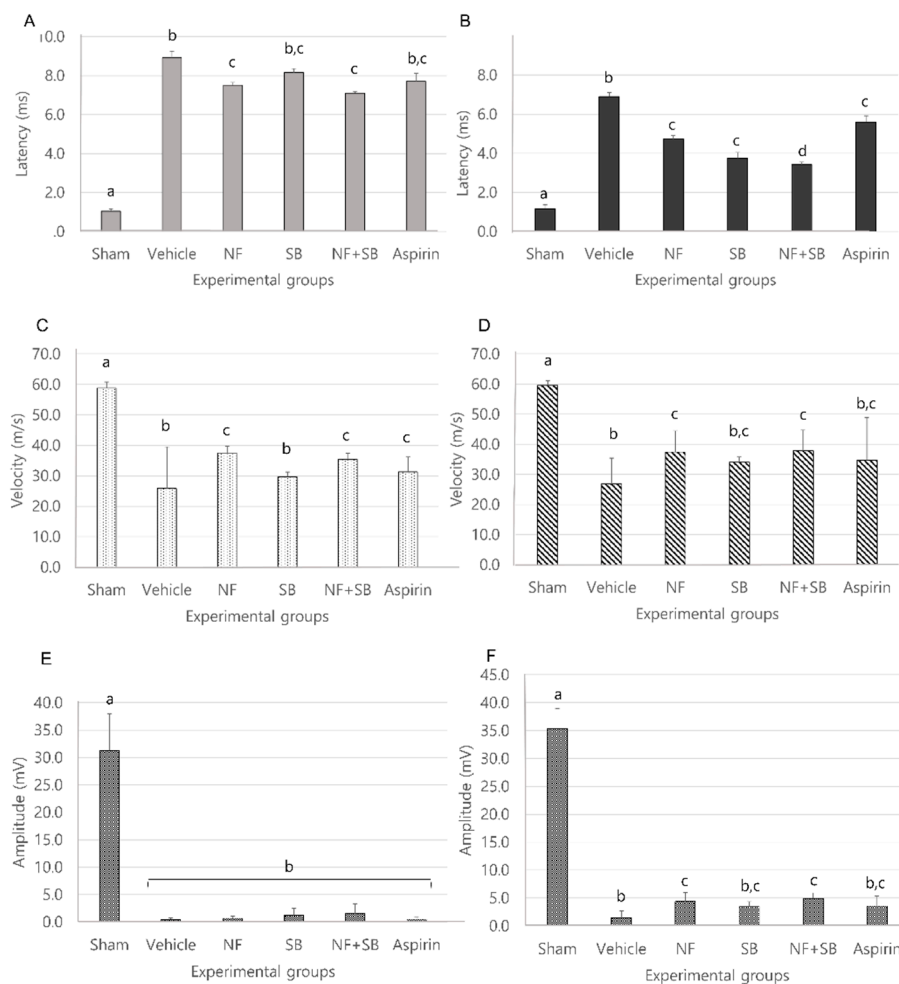 A
10.0
8.0
6.0
4.0
2.0
.0
Latency (ms)
a
b
c
b,c
c
b,c
Sham Vehicle NF SB NF+SB Aspirin
Experimental groups
B
8.0
6.0
4.0
2.0
.0
Latency (ms)
a
b
c
c
d
c
Sham Vehicle NF SB NF+SB Aspirin
Experimental groups
C
70.0
60.0
50.0
40.0
30.0
20.0
10.0
0.0
Velocity (m/s)
a
b
c
b
c
c
Sham Vehicle NF SB NF+SB Aspirin
Experimental groups
D
70.0
60.0
50.0
40.0
30.0
20.0
10.0
0.0
Velocity (m/s)
a
b
c
b,c
c
b,c
Sham Vehicle NF SB NF+SB Aspirin
Experimental groups
E
40.0
35.0
30.0
25.0
20.0
15.0
10.0
5.0
0.0
Amplitude (mV)
a
b
Sham Vehicle NF SB NF+SB Aspirin
Experimental groups
F
45.0
40.0
35.0
30.0
25.0
20.0
15.0
10.0
5.0
0.0
Amplitude (mV)
a
b
c
b,c
c
b,c
Sham Vehicle NF SB NF+SB Aspirin
Experimental groups